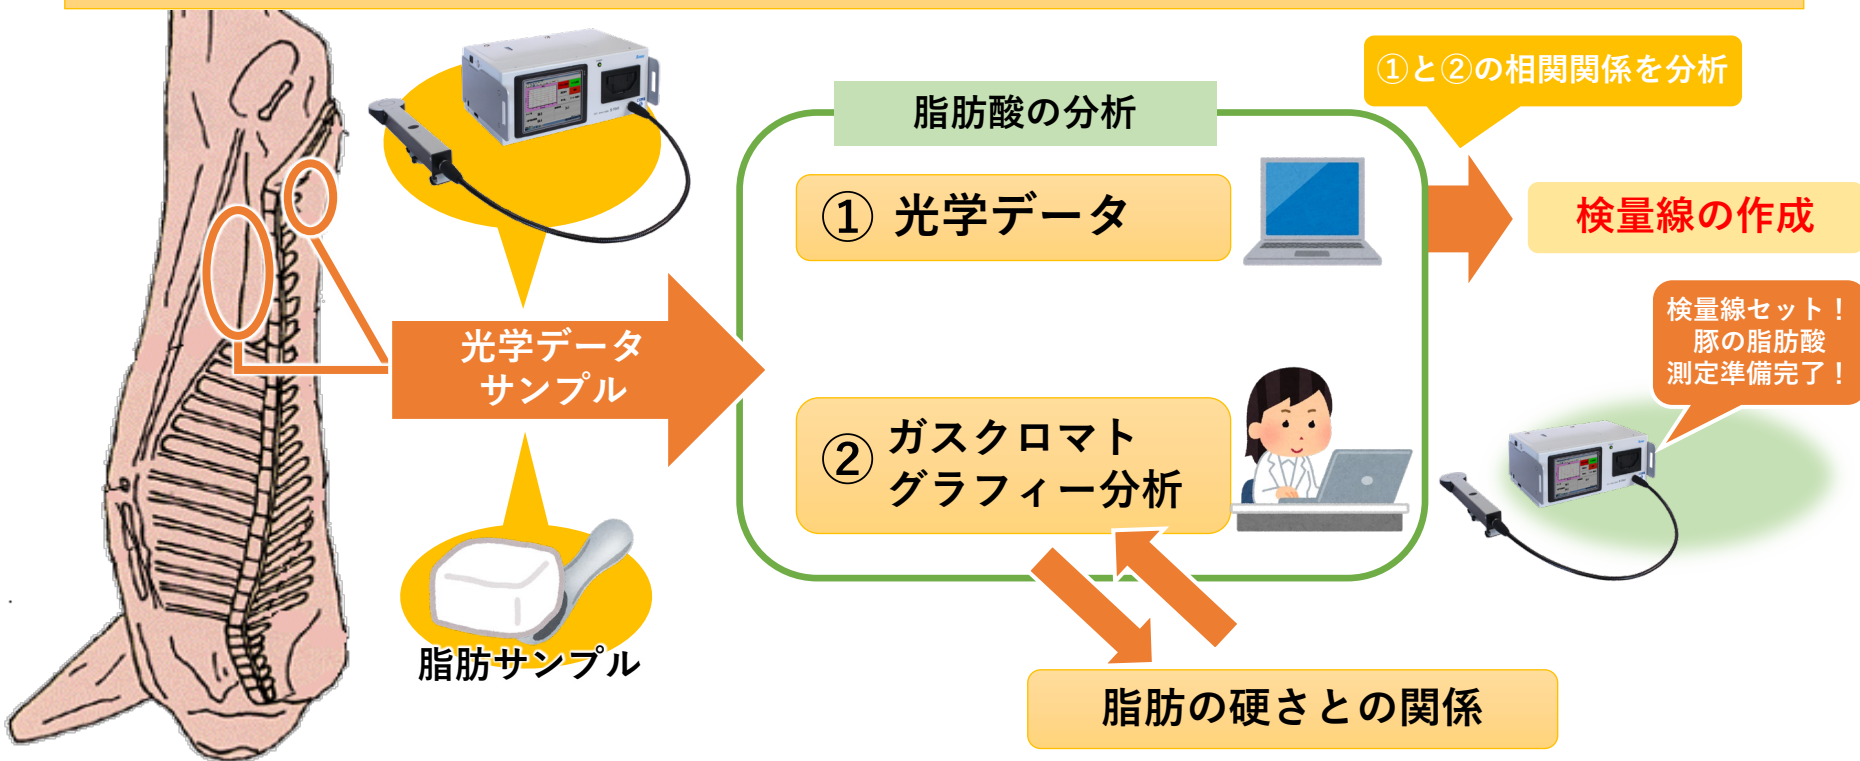 ①と②の相関関係を分析
脂肪酸の分析
① 光学データ
検量線の作成
検量線セット！
豚の脂肪酸
測定準備完了！
光学データ
サンプル
② ガスクロマト
グラフィー分析
脂肪サンプル
脂肪の硬さとの関係